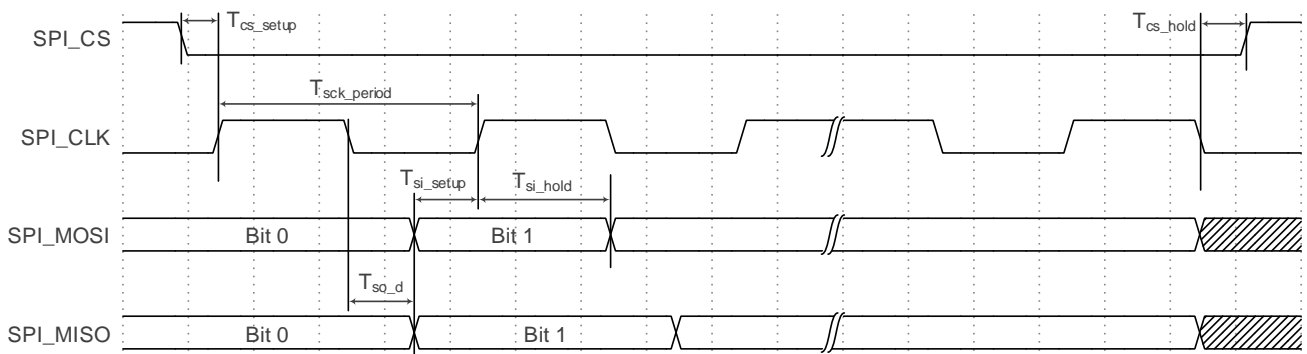 T_cs_setup
T_cs_hold
SPI_CS
T_sck_period
SPI_CLK
T_si_setup
T_si_hold
SPI_MOSI
Bit 0
Bit 1
T_so_d
SPI_MISO
Bit 0
Bit 1